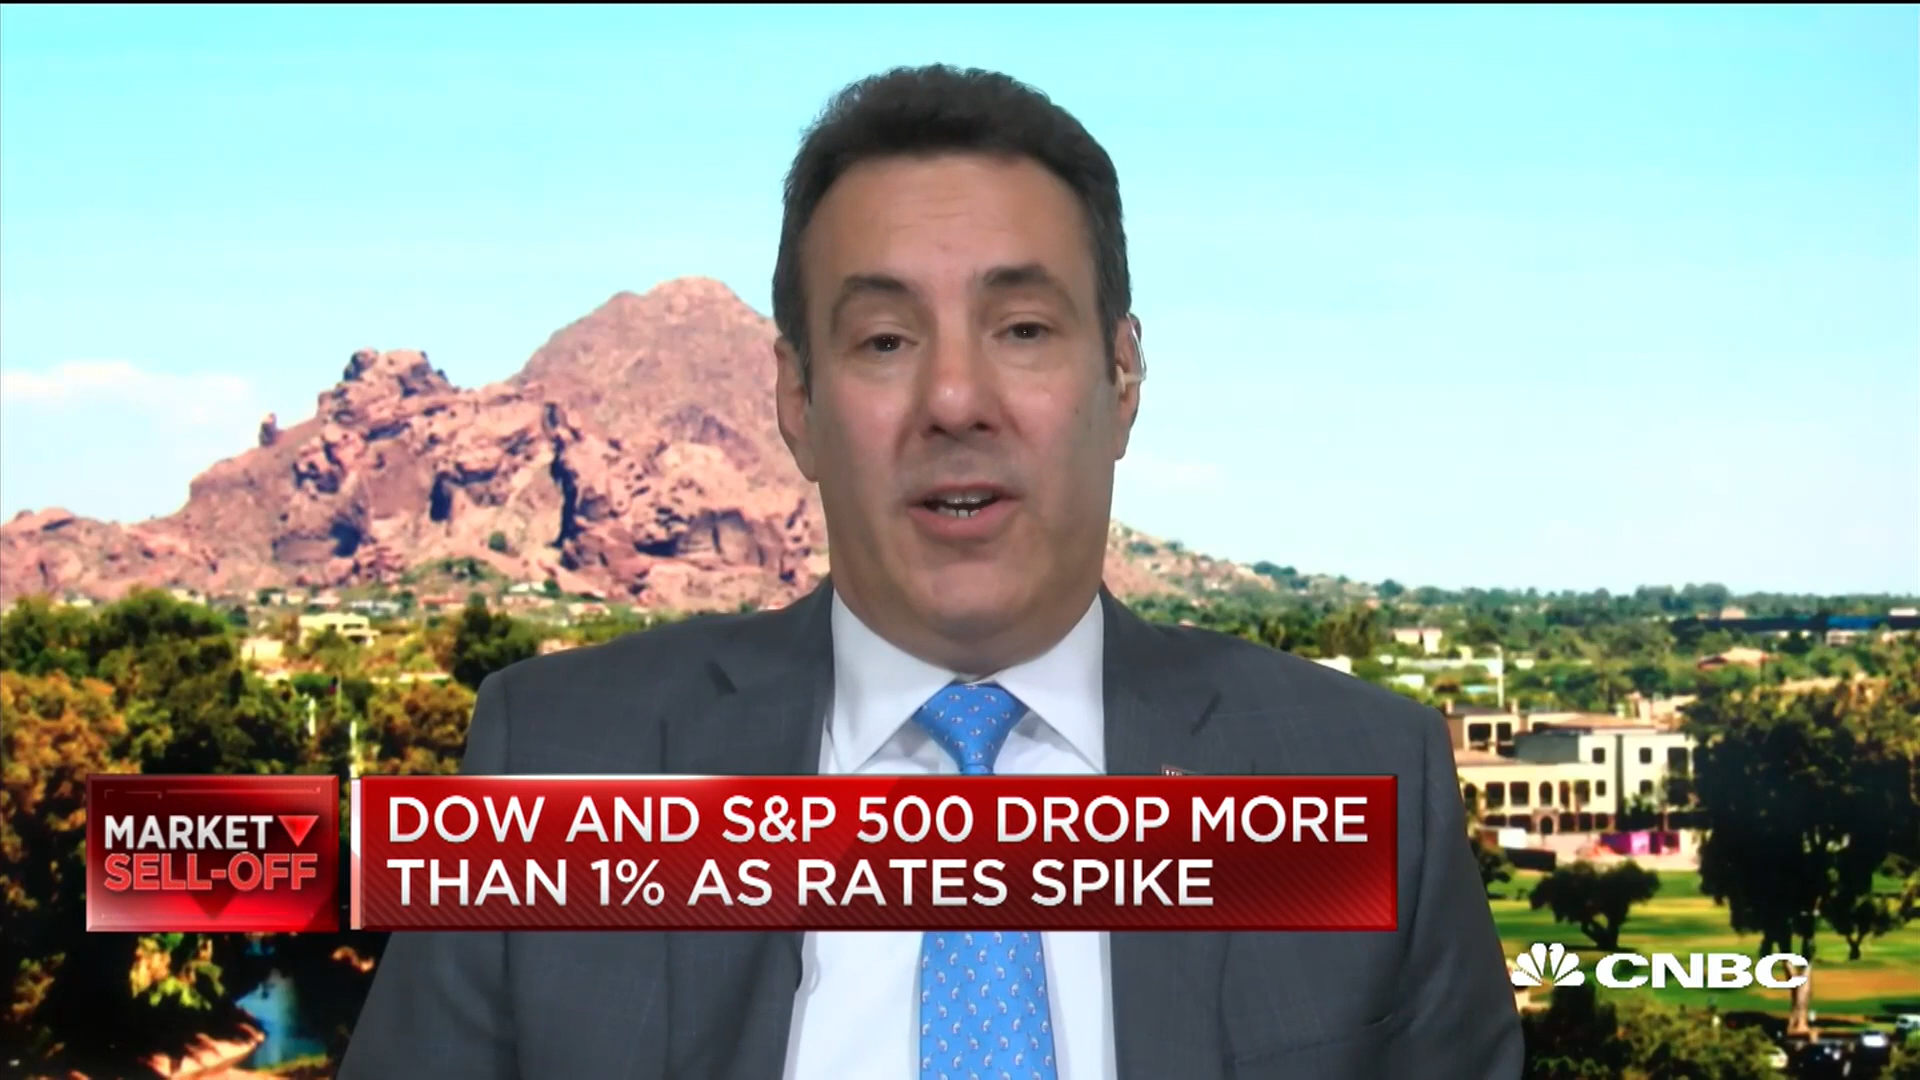 MARKET
SELL-OFF
DOW AND S&P 500 DROP MORE
THAN 1% AS RATES SPIKE
CNBC